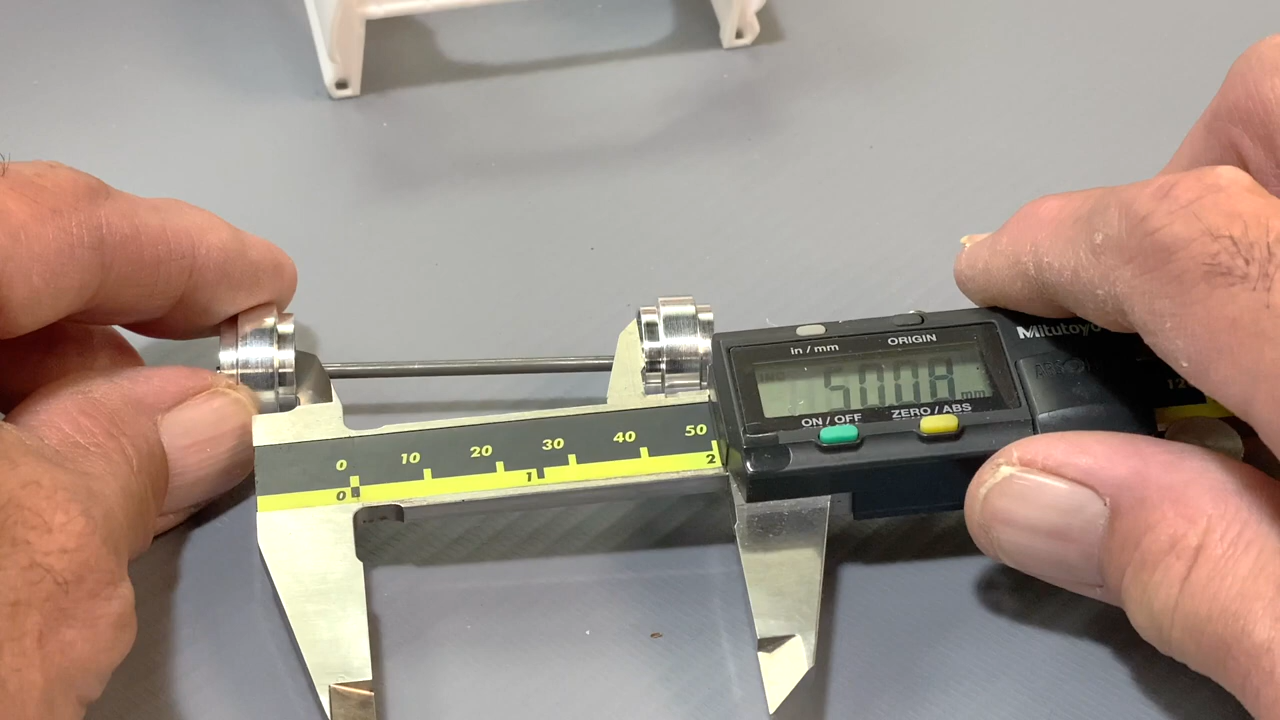 Mitutoyo
in / mm
ORIGIN
50.08
mm
ON / OFF
ZERO / ABS
0
10
20
30
40
50
0
1
2